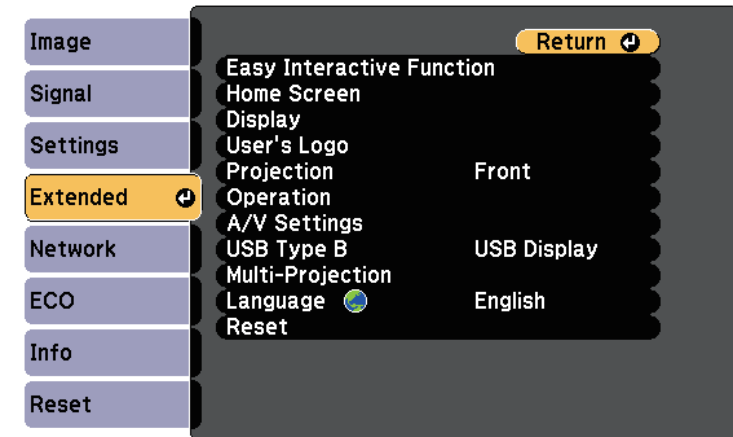 Image
Signal
Settings
Extended
Network
ECO
Info
Reset
Return
Easy Interactive Function
Home Screen
Display
User's Logo
Projection Front
Operation
A/V Settings
USB Type B USB Display
Multi-Projection
Language English
Reset